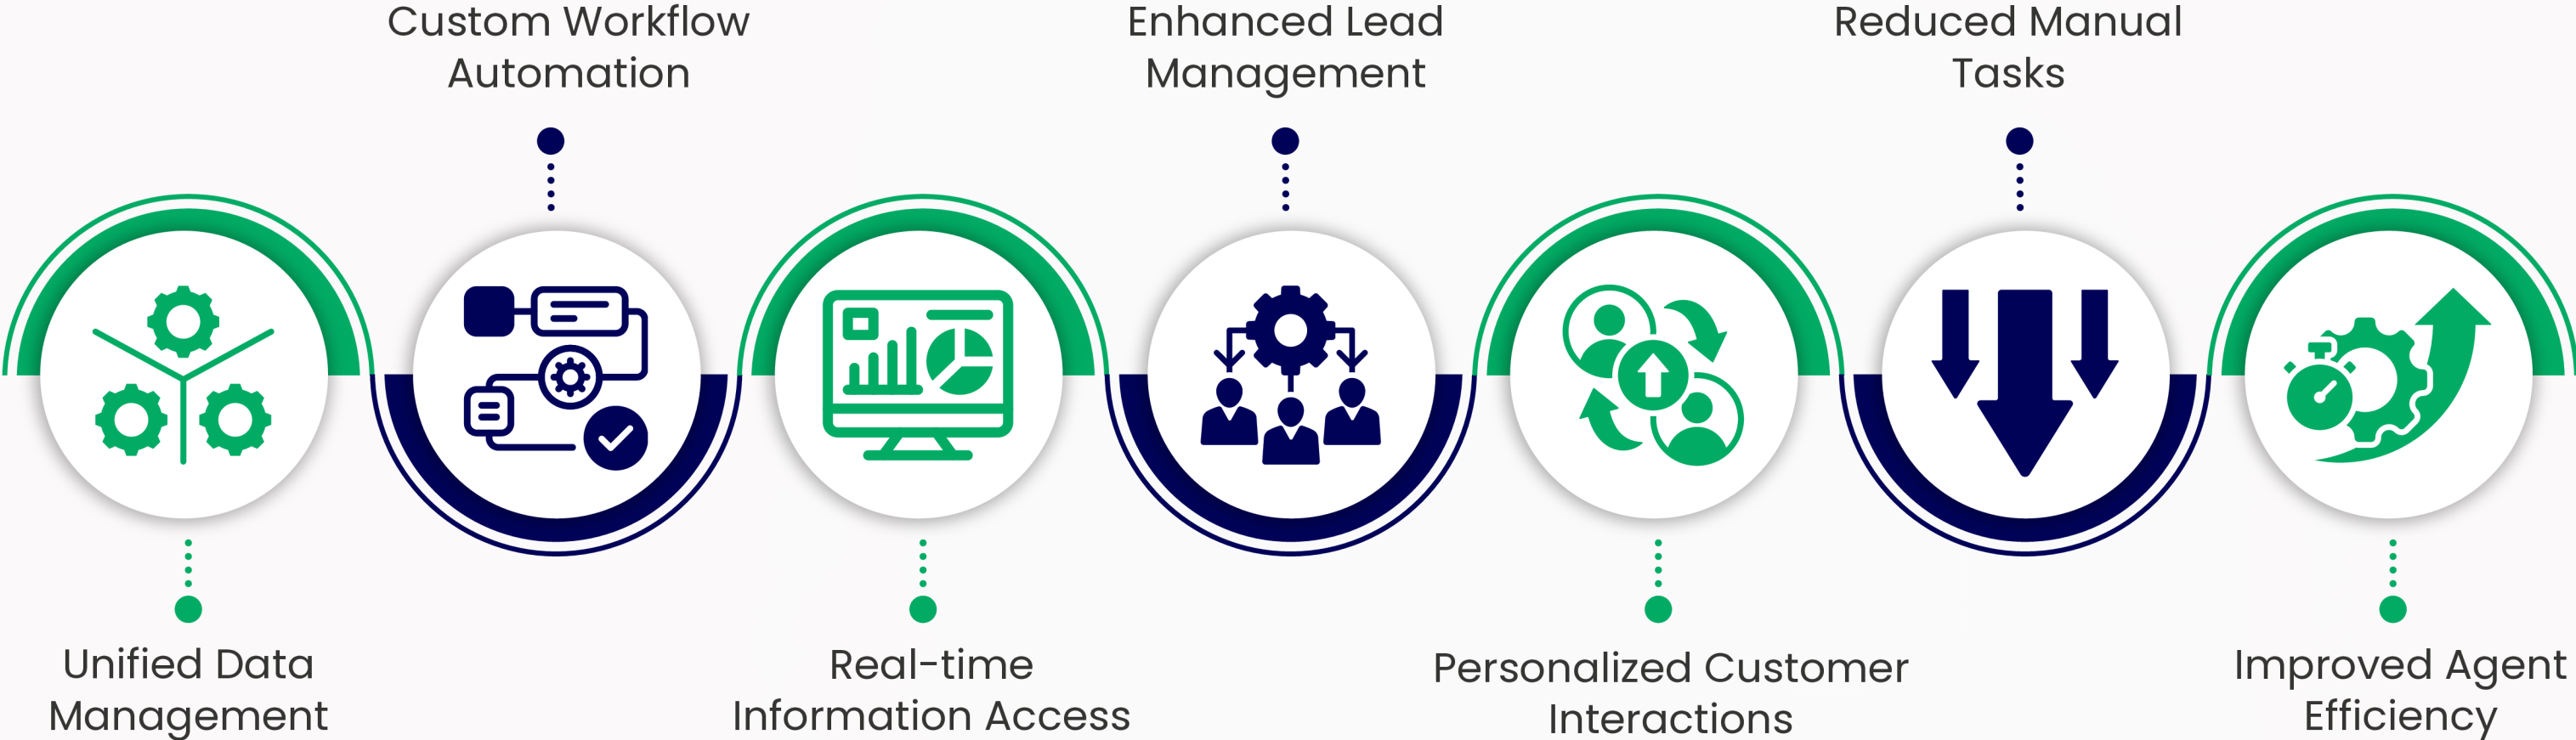 Custom Workflow
Automation
Enhanced Lead
Management
Reduced Manual
Tasks
Unified Data
Management
Real-time
Information Access
Personalized Customer
Interactions
Improved Agent
Efficiency